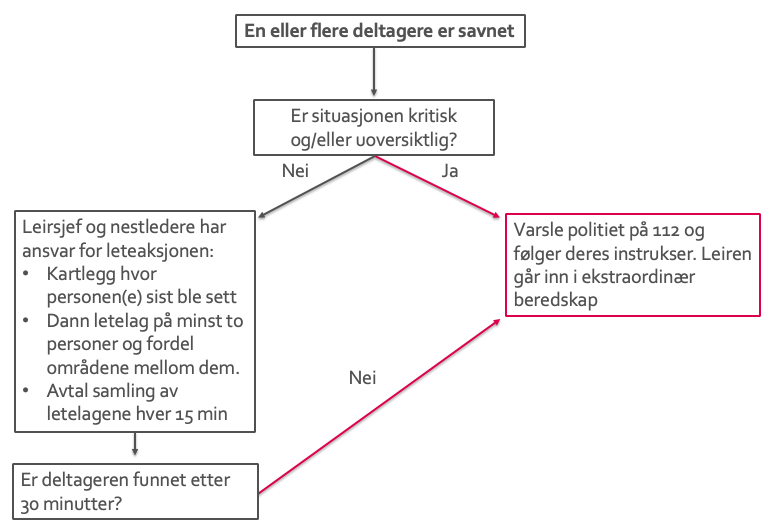 En eller flere deltagere er savnet
Er situasjonen kritisk
og/eller uoversiktlig?
Nei
Ja
Leirsjef og nestledere har
ansvar for leteaksjonen:
• Kartlegg hvor
personen(e) sist ble sett
• Dann letelag på minst to
personer og fordel
områdene mellom dem.
• Avtal samling av
letelagene hver 15 min
Varsle politiet på 112 og
følger deres instrukser. Leiren
går inn i ekstraordinær
beredskap
Nei
Er deltageren funnet etter
30 minutter?